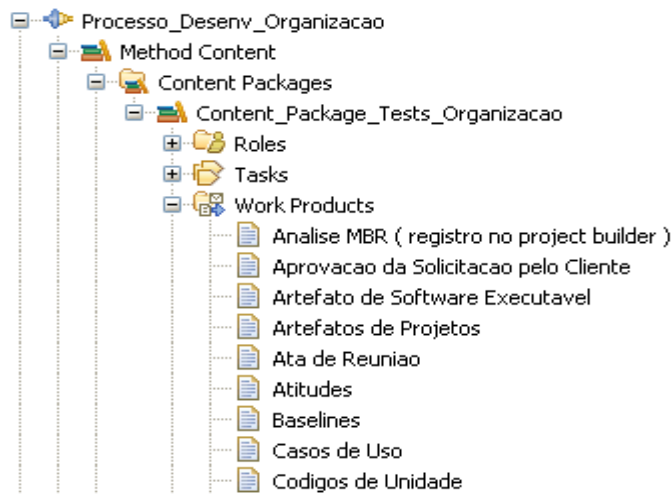 Processo_Desenv_Organizacao
Method Content
Content Packages
Content_Package_Tests_Organizacao
Roles
Tasks
Work Products
Analise MBR ( registro no project builder )
Aprovacao da Solicitacao pelo Cliente
Artefato de Software Executavel
Artefatos de Projetos
Ata de Reuniao
Atitudes
Baselines
Casos de Uso
Codigos de Unidade